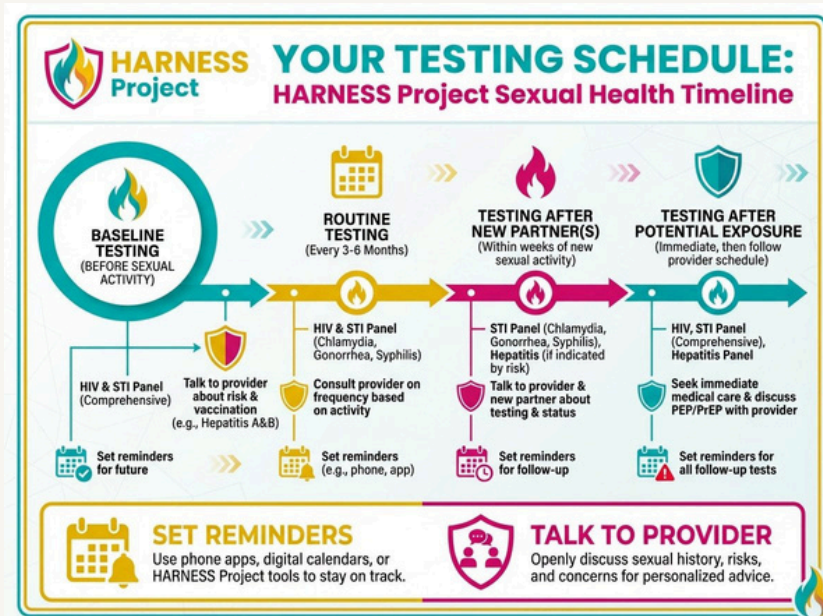 HARNESS
Project
YOUR TESTING SCHEDULE:
HARNESS Project Sexual Health Timeline
BASELINE
TESTING
(BEFORE SEXUAL
ACTIVITY)
HIV & STI Panel
(Comprehensive)
Talk to provider
about risk &
vaccination
(e.g., Hepatitis A&B)
Set reminders
for future
ROUTINE
TESTING
(Every 3-6 Months)
HIV & STI Panel
(Chlamydia,
Gonorrhea, Syphilis)
Consult provider on
frequency based
on activity
Set reminders
(e.g., phone, app)
TESTING AFTER
NEW PARTNER(S)
(Within weeks of new
sexual activity)
STI Panel (Chlamydia,
Gonorrhea, Syphilis),
Hepatitis (if indicated
by risk)
Talk to provider &
new partner about
testing & status
Set reminders
for follow-up
TESTING AFTER
POTENTIAL EXPOSURE
(Immediate, then follow
provider schedule)
HIV, STI Panel
(Comprehensive),
Hepatitis Panel
Seek immediate
medical care & discuss
PEP/PrEP with provider
Set reminders for
all follow-up tests
SET REMINDERS
Use phone apps, digital calendars, or
HARNESS Project tools to stay on track.
TALK TO PROVIDER
Openly discuss sexual history, risks,
and concerns for personalized advice.